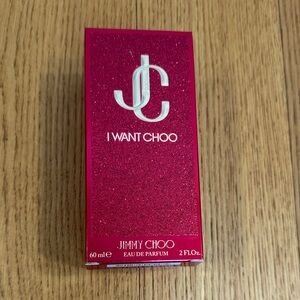 JC
I WANT CHOO
JIMMY CHOO
60 ml e EAU DE PARFUM 2 FL.Oz.